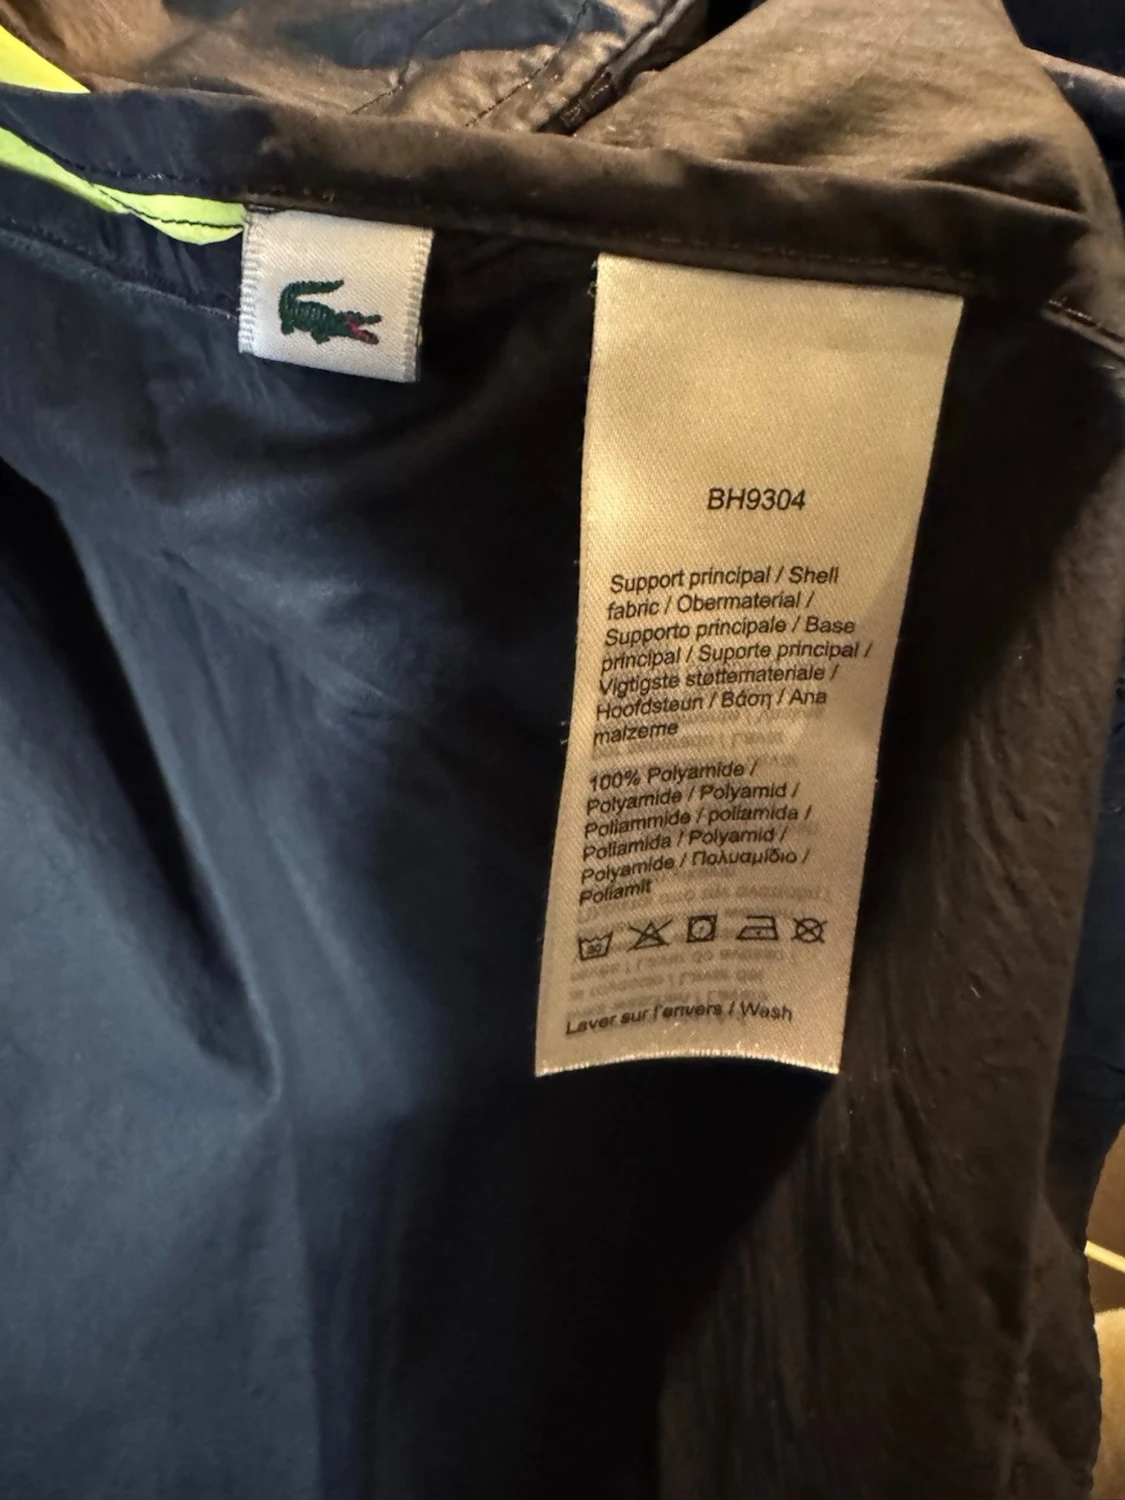 BH9304
Support principal / Shell
fabric / Obermaterial /
Supporto principale / Base
principal / Suporte principal /
Vigtigste støttemateriale /
Hoofdsteun / Βάση / Ana
malzeme
100% Polyamide /
Polyamide / Polyamid /
Poliammide / poliamida /
Poliamida / Polyamid /
Polyamide / Πολυαμίδιο /
Poliamit
30
Laver sur l'envers / Wash